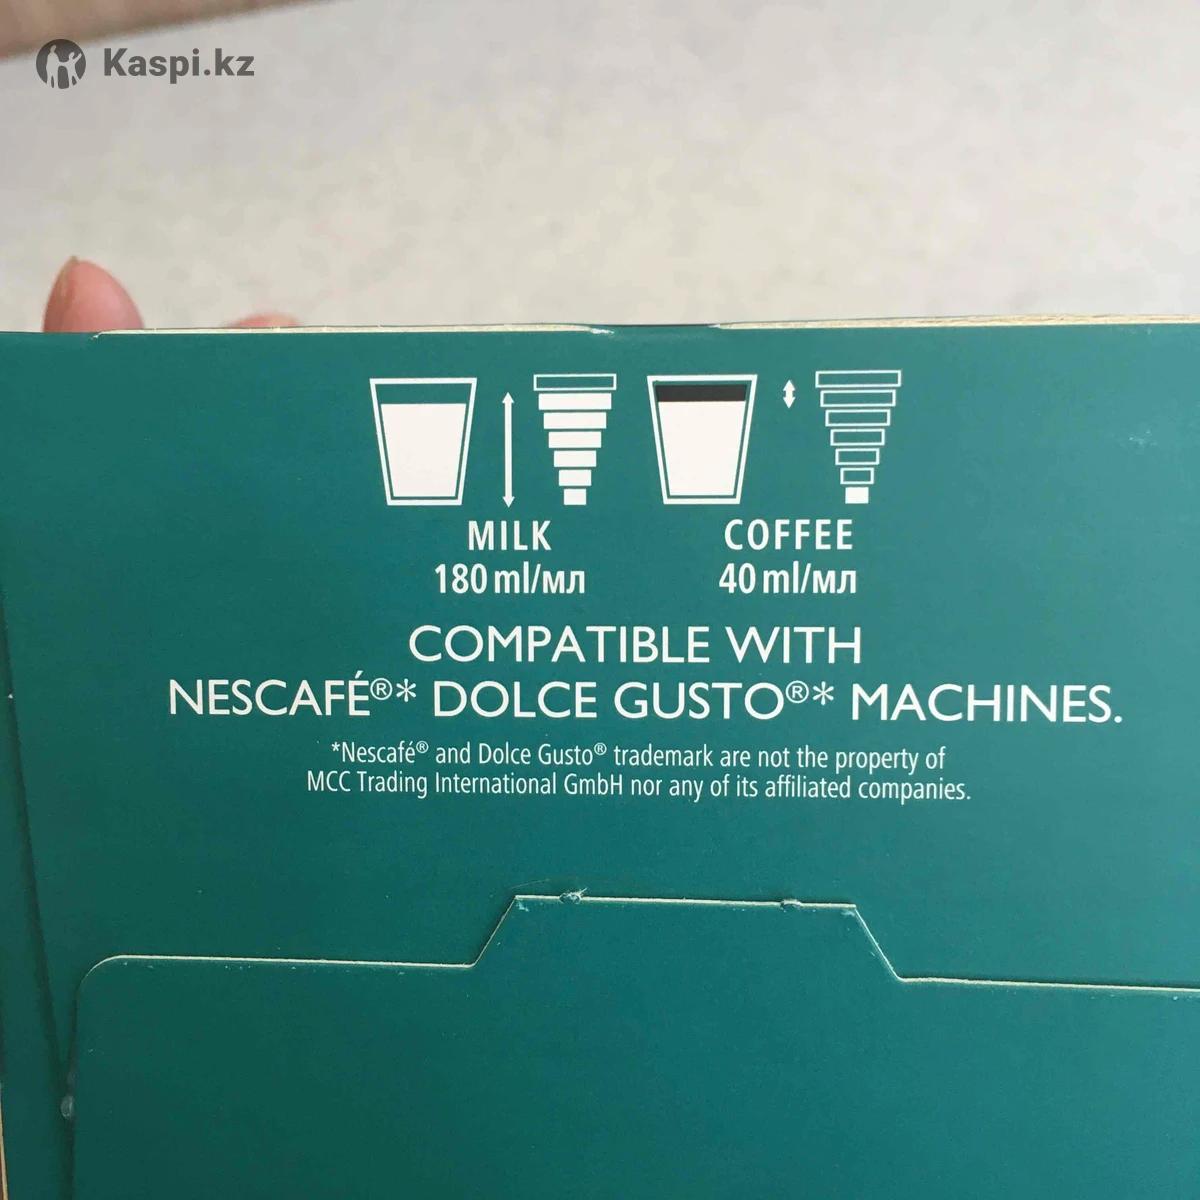 Kaspi.kz
MILK
180 ml/мл
COFFEE
40 ml/мл
COMPATIBLE WITH
NESCAFÉ®* DOLCE GUSTO®* MACHINES.
*Nescafé® and Dolce Gusto® trademark are not the property of
MCC Trading International GmbH nor any of its affiliated companies.